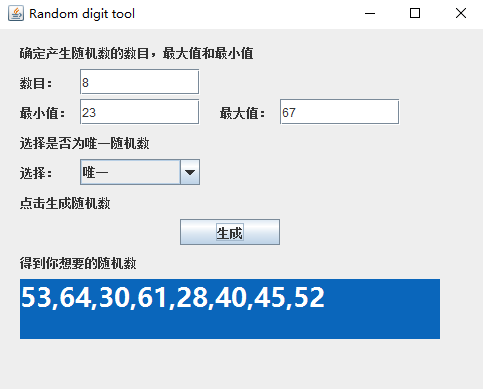 Random digit tool
确定产生随机数的数目，最大值和最小值
数目： 8
最小值： 23 最大值： 67
选择是否为唯一随机数
选择： 唯一
点击生成随机数
生成
得到你想要的随机数
53,64,30,61,28,40,45,52